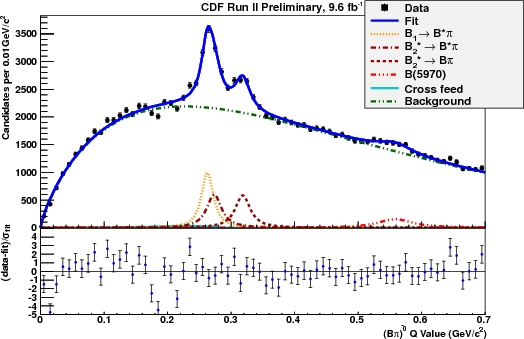 CDF Run II Preliminary, 9.6 fb⁻¹
Data
Fit
B₁ → B*π
B₂* → B*π
B₂* → Bπ
B(5970)
Cross feed
Background
Candidates per 0.01GeV/c²
3500
3000
2500
2000
1500
1000
500
0
(data-fit)/σ_fit
4
3
2
1
0
-1
-2
-3
-4
-5
0 0.1 0.2 0.3 0.4 0.5 0.6 0.7
(Bπ)⁰ Q Value (GeV/c²)